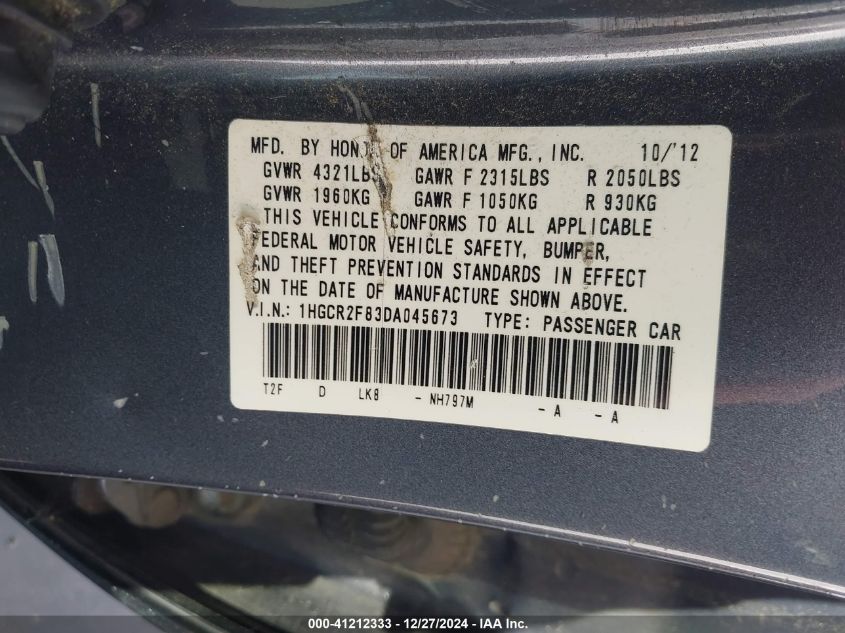 MFD. BY HONDA OF AMERICA MFG., INC. 10/'12
GVWR 4321LBS GAWR F 2315LBS R 2050LBS
GVWR 1960KG GAWR F 1050KG R 930KG
THIS VEHICLE CONFORMS TO ALL APPLICABLE
FEDERAL MOTOR VEHICLE SAFETY, BUMPER,
AND THEFT PREVENTION STANDARDS IN EFFECT
ON THE DATE OF MANUFACTURE SHOWN ABOVE.
V.I.N.: 1HGCR2F83DA045673 TYPE: PASSENGER CAR
T2F D LK8 - NH797M - A - A
000-41212333 - 12/27/2024 - IAA Inc.